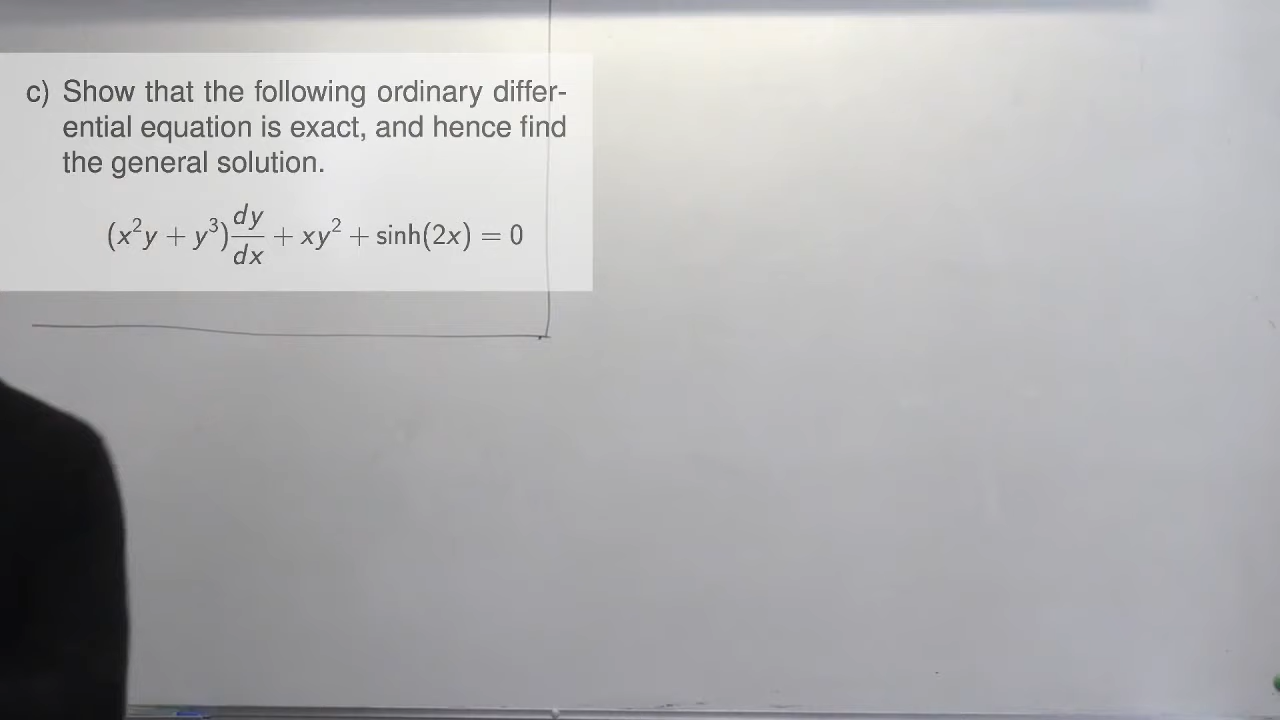 c) Show that the following ordinary differ-
ential equation is exact, and hence find
the general solution.
(x²y + y³) dy/dx + xy² + sinh(2x) = 0